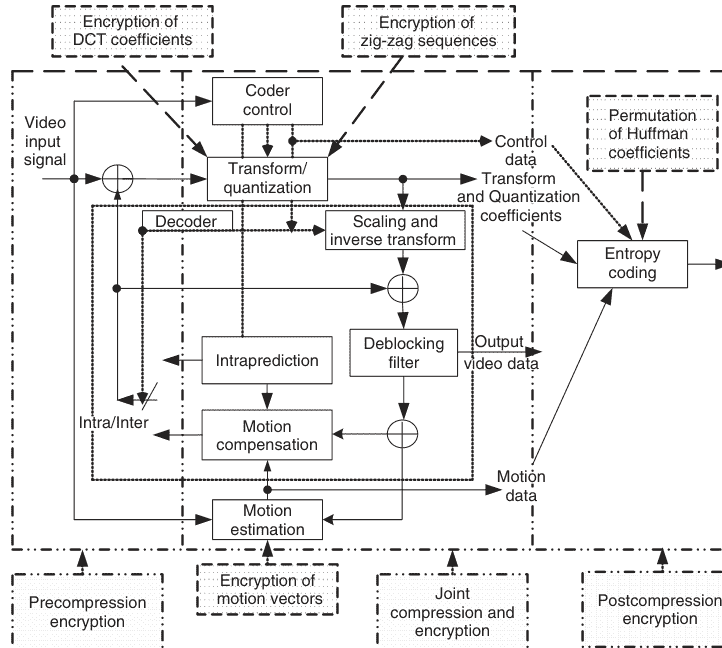 Encryption of
DCT coefficients
Encryption of
zig-zag sequences
Coder
control
Video
input
signal
Permutation
of Huffman
coefficients
Control
data
Transform/
quantization
Transform
and Quantization
coefficients
Decoder
Scaling and
inverse transform
Entropy
coding
Intraprediction
Deblocking
filter
Output
video data
Intra/Inter
Motion
compensation
Motion
data
Motion
estimation
Precompression
encryption
Encryption of
motion vectors
Joint
compression and
encryption
Postcompression
encryption